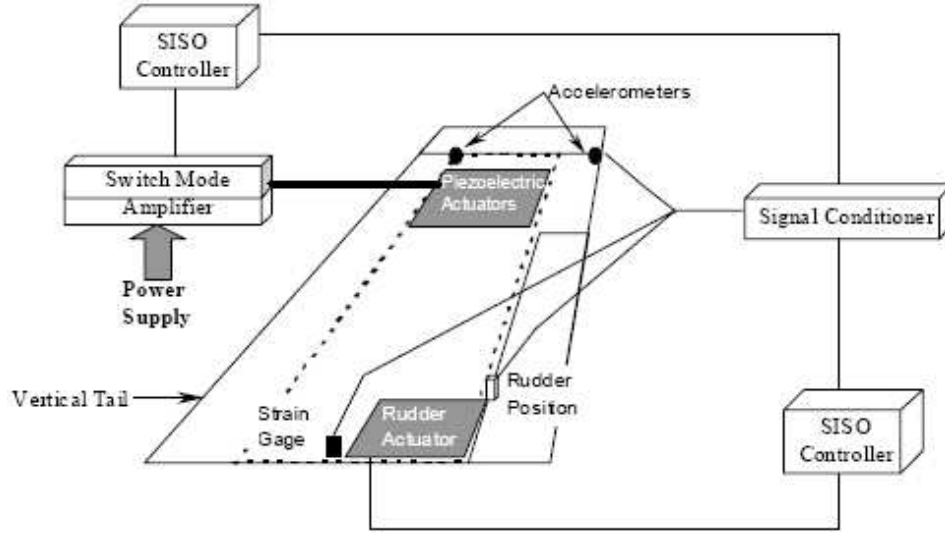 SISO
Controller
Accelerometers
Switch Mode
Amplifier
Piezoelectric
Actuators
Signal Conditioner
Power
Supply
Vertical Tail
Strain
Gage
Rudder
Actuator
Rudder
Position
SISO
Controller